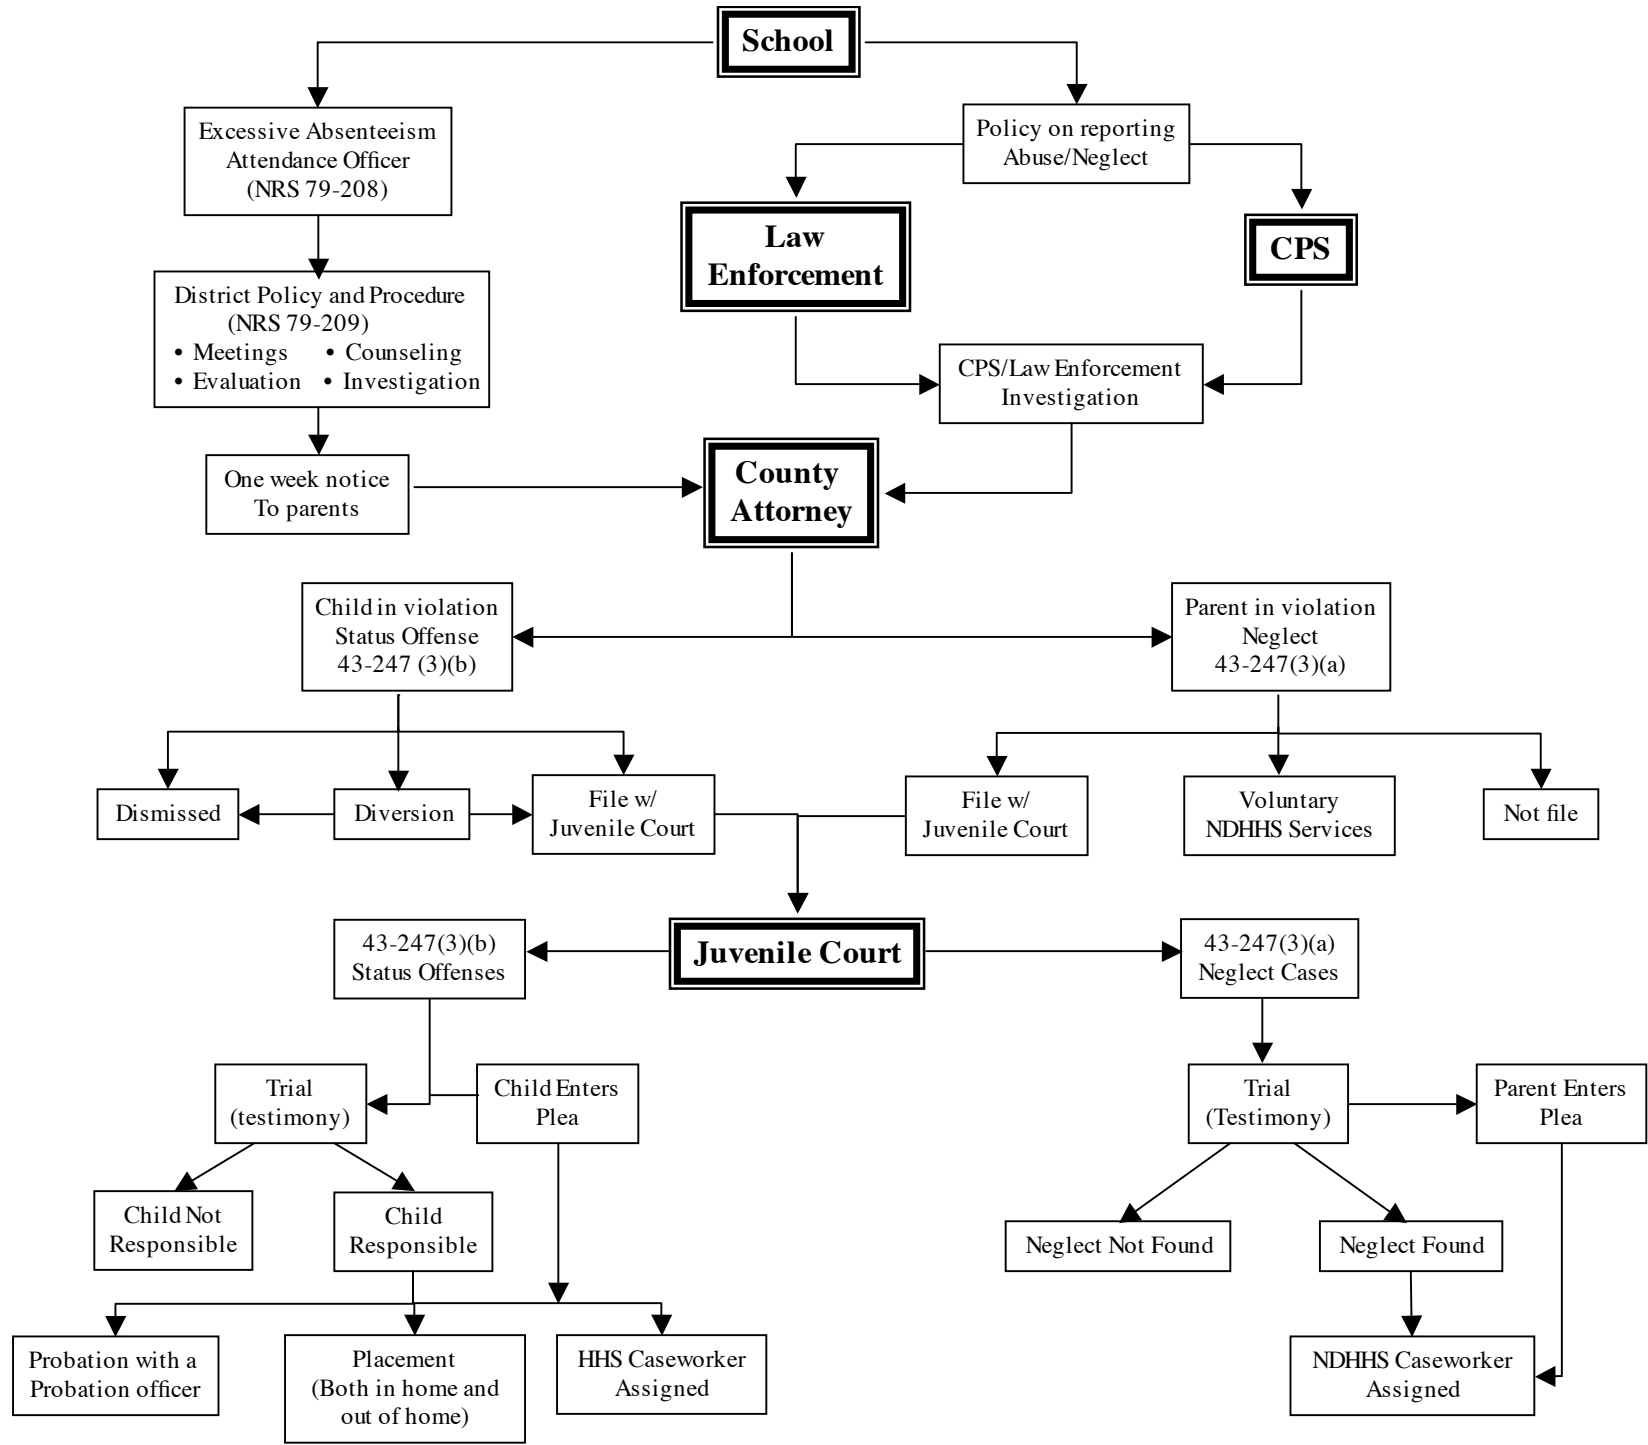 School
Excessive Absenteeism
Attendance Officer
(NRS 79-208)
Policy on reporting
Abuse/Neglect
Law
Enforcement
CPS
District Policy and Procedure
(NRS 79-209)
• Meetings • Counseling
• Evaluation • Investigation
CPS/Law Enforcement
Investigation
One week notice
To parents
County
Attorney
Child in violation
Status Offense
43-247 (3)(b)
Parent in violation
Neglect
43-247(3)(a)
Dismissed
Diversion
File w/
Juvenile Court
File w/
Juvenile Court
Voluntary
NDHHS Services
Not file
43-247(3)(b)
Status Offenses
Juvenile Court
43-247(3)(a)
Neglect Cases
Trial
(testimony)
Child Enters
Plea
Trial
(Testimony)
Parent Enters
Plea
Child Not
Responsible
Child
Responsible
Neglect Not Found
Neglect Found
Probation with a
Probation officer
Placement
(Both in home and
out of home)
HHS Caseworker
Assigned
NDHHS Caseworker
Assigned